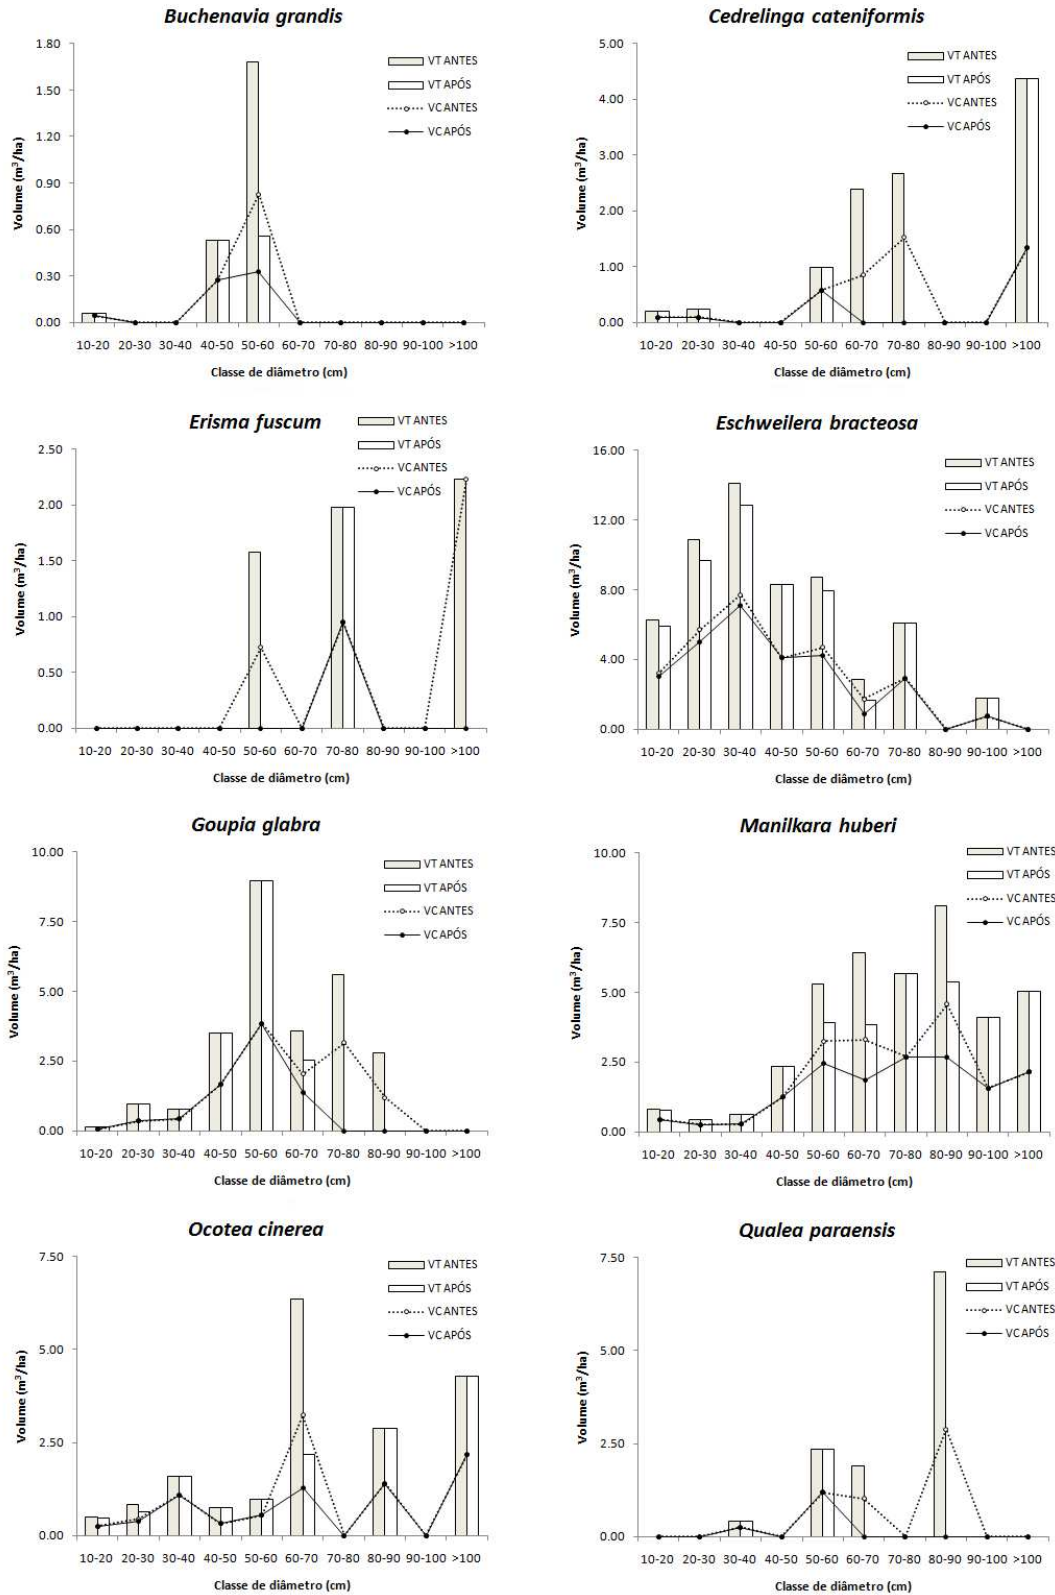 Buchenavia grandis
1.80
1.50
1.20
0.90
0.60
0.30
0.00
Volume (m³/ha)
VT ANTES
VT APÓS
VC ANTES
VC APÓS
10-20 20-30 30-40 40-50 50-60 60-70 70-80 80-90 90-100 >100
Classe de diâmetro (cm)
Cedrelinga cateniformis
5.00
4.00
3.00
2.00
1.00
0.00
Volume (m³/ha)
VT ANTES
VT APÓS
VC ANTES
VC APÓS
10-20 20-30 30-40 40-50 50-60 60-70 70-80 80-90 90-100 >100
Classe de diâmetro (cm)
Erisma fuscum
2.50
2.00
1.50
1.00
0.50
0.00
Volume (m³/ha)
VT ANTES
VT APÓS
VC ANTES
VC APÓS
10-20 20-30 30-40 40-50 50-60 60-70 70-80 80-90 90-100 >100
Classe de diâmetro (cm)
Eschweilera bracteosa
16.00
12.00
8.00
4.00
0.00
Volume (m³/ha)
VT ANTES
VT APÓS
VC ANTES
VC APÓS
10-20 20-30 30-40 40-50 50-60 60-70 70-80 80-90 90-100 >100
Classe de diâmetro (cm)
Goupia glabra
10.00
7.50
5.00
2.50
0.00
Volume (m³/ha)
VT ANTES
VT APÓS
VC ANTES
VC APÓS
10-20 20-30 30-40 40-50 50-60 60-70 70-80 80-90 90-100 >100
Classe de diâmetro (cm)
Manilkara huberi
10.00
7.50
5.00
2.50
0.00
Volume (m³/ha)
VT ANTES
VT APÓS
VC ANTES
VC APÓS
10-20 20-30 30-40 40-50 50-60 60-70 70-80 80-90 90-100 >100
Classe de diâmetro (cm)
Ocotea cinerea
7.50
5.00
2.50
0.00
Volume (m³/ha)
VT ANTES
VT APÓS
VC ANTES
VC APÓS
10-20 20-30 30-40 40-50 50-60 60-70 70-80 80-90 90-100 >100
Classe de diâmetro (cm)
Qualea paraensis
7.50
5.00
2.50
0.00
Volume (m³/ha)
VT ANTES
VT APÓS
VC ANTES
VC APÓS
10-20 20-30 30-40 40-50 50-60 60-70 70-80 80-90 90-100 >100
Classe de diâmetro (cm)